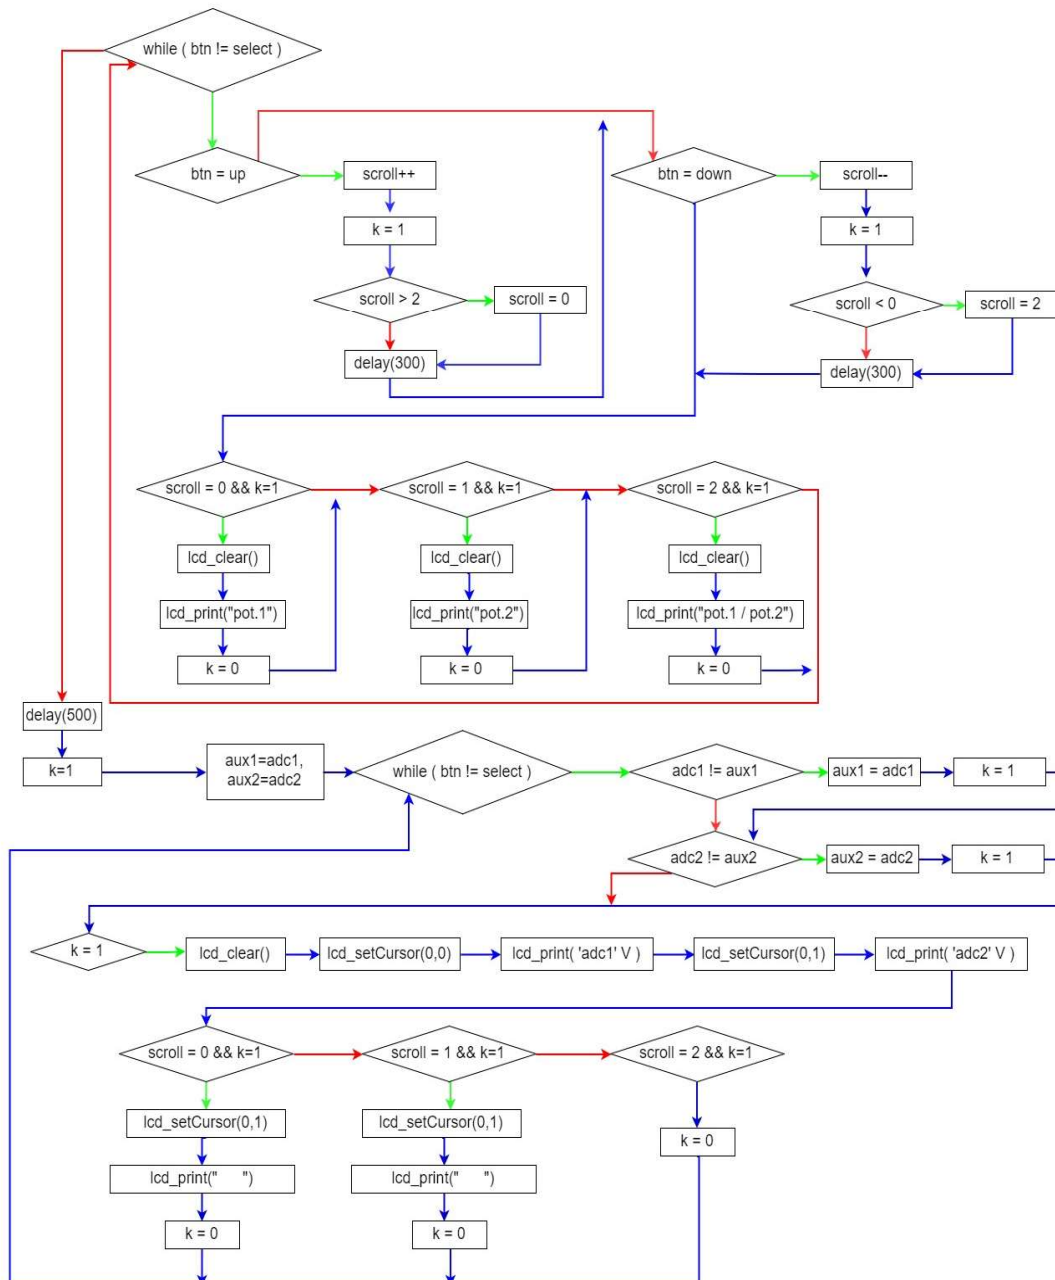 while ( btn != select )
btn = up
scroll++
btn = down
scroll--
k = 1
k = 1
scroll > 2
scroll = 0
scroll < 0
scroll = 2
delay(300)
delay(300)
scroll = 0 && k=1
scroll = 1 && k=1
scroll = 2 && k=1
lcd_clear()
lcd_clear()
lcd_clear()
lcd_print("pot.1")
lcd_print("pot.2")
lcd_print("pot.1 / pot.2")
k = 0
k = 0
k = 0
delay(500)
k=1
aux1=adc1,
aux2=adc2
while ( btn != select )
adc1 != aux1
aux1 = adc1
k = 1
adc2 != aux2
aux2 = adc2
k = 1
k = 1
lcd_clear()
lcd_setCursor(0,0)
lcd_print( 'adc1' V )
lcd_setCursor(0,1)
lcd_print( 'adc2' V )
scroll = 0 && k=1
scroll = 1 && k=1
scroll = 2 && k=1
lcd_setCursor(0,1)
lcd_setCursor(0,1)
k = 0
lcd_print("       ")
lcd_print("       ")
k = 0
k = 0